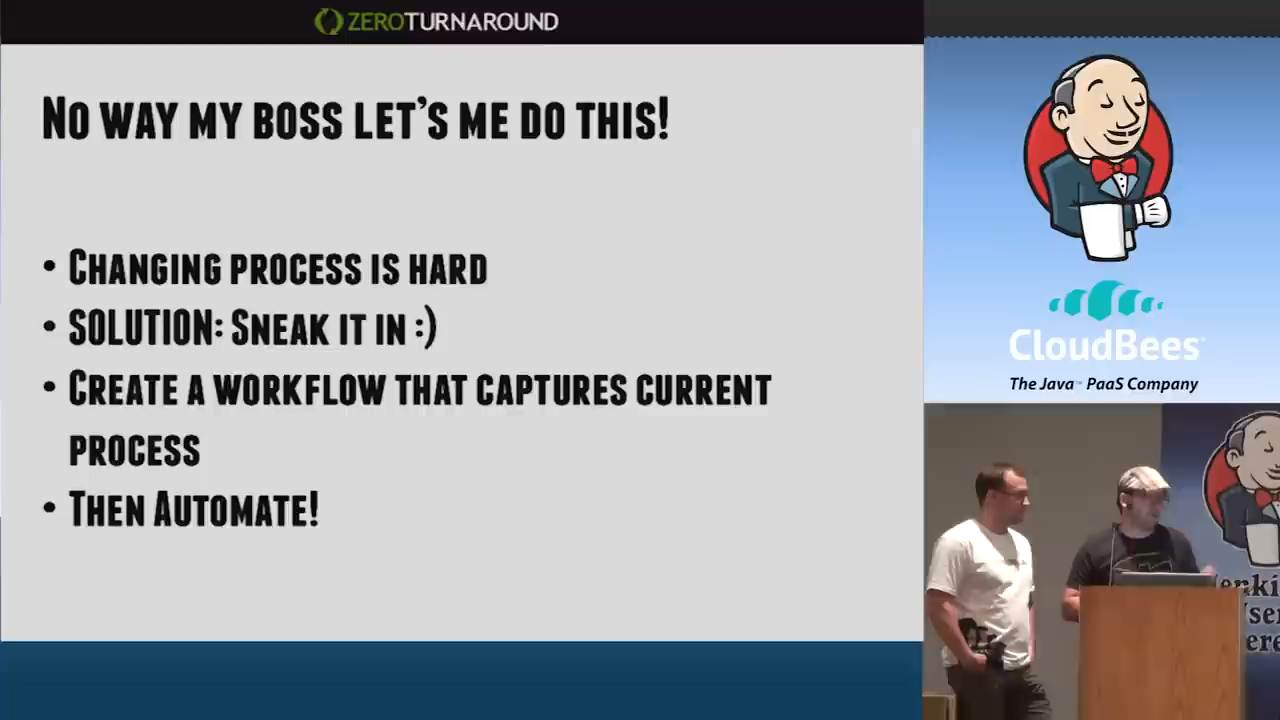 ZEROTURNAROUND
No way my boss let's me do this!
• Changing process is hard
• SOLUTION: Sneak it in :)
• Create a workflow that captures current
process
• Then Automate!
CloudBees
The Java™ PaaS Company